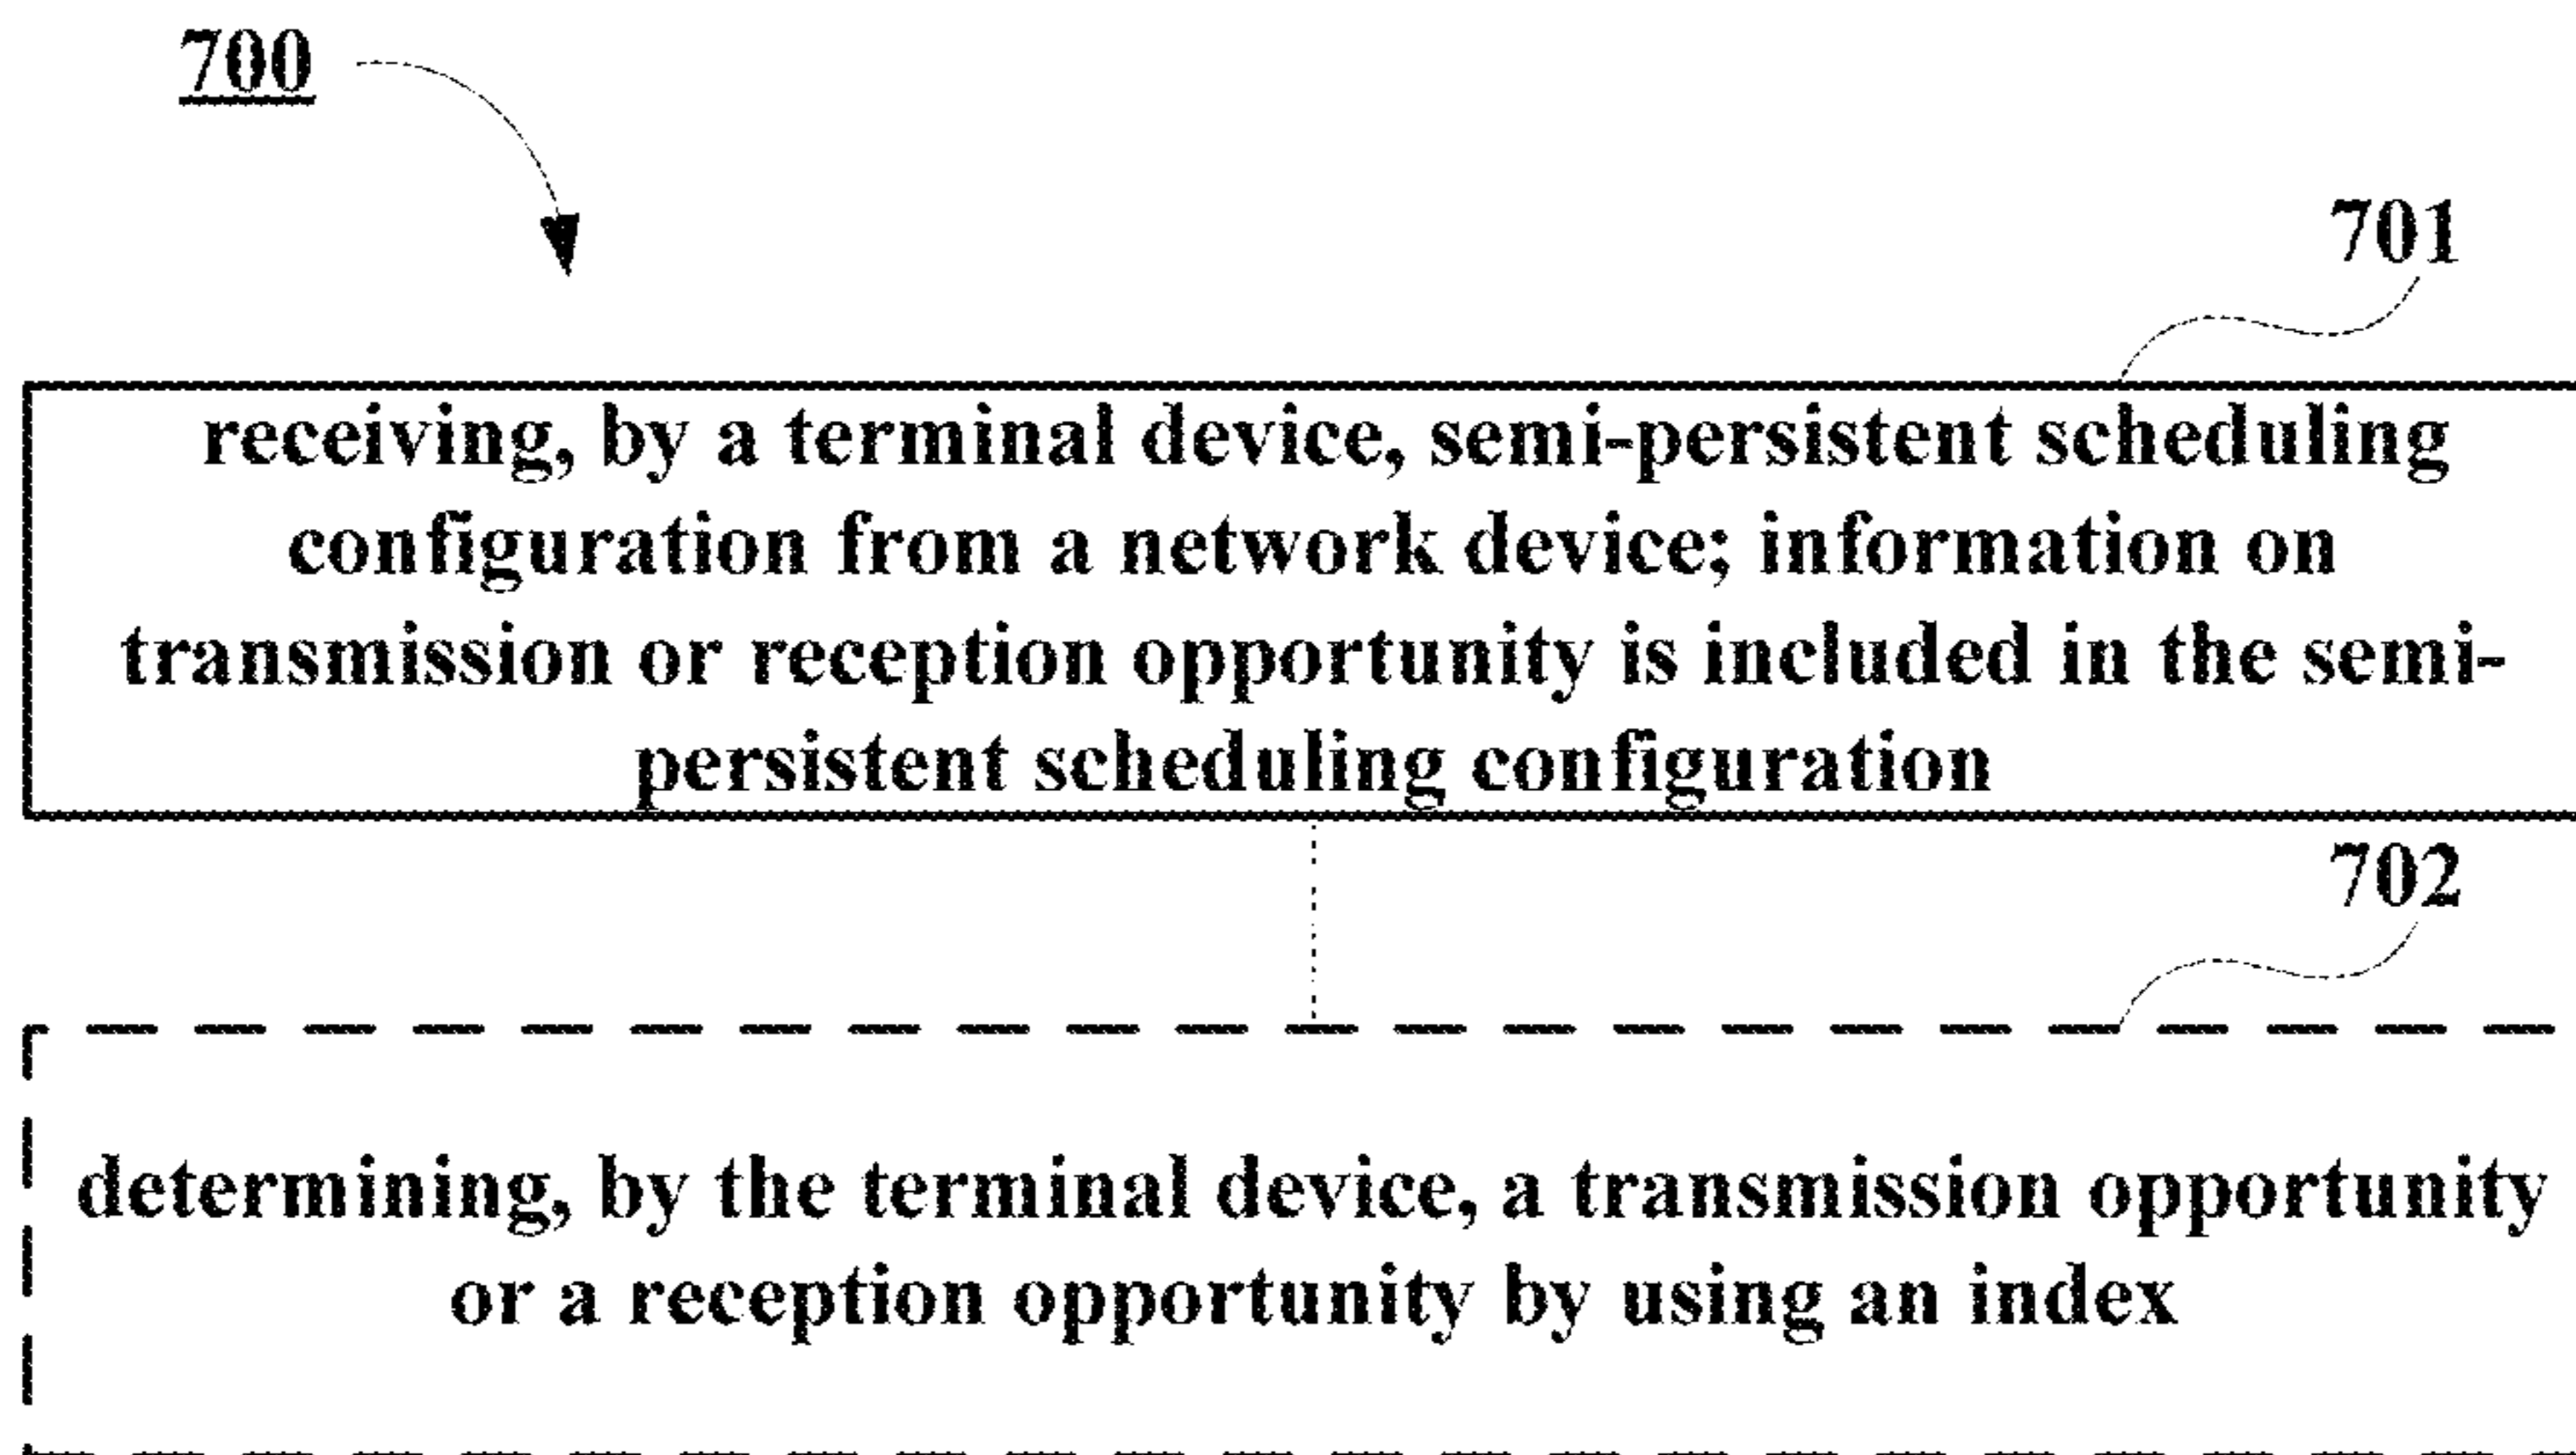 700
701
receiving, by a terminal device, semi-persistent scheduling
configuration from a network device; information on
transmission or reception opportunity is included in the semi-
persistent scheduling configuration
702
determining, by the terminal device, a transmission opportunity
or a reception opportunity by using an index